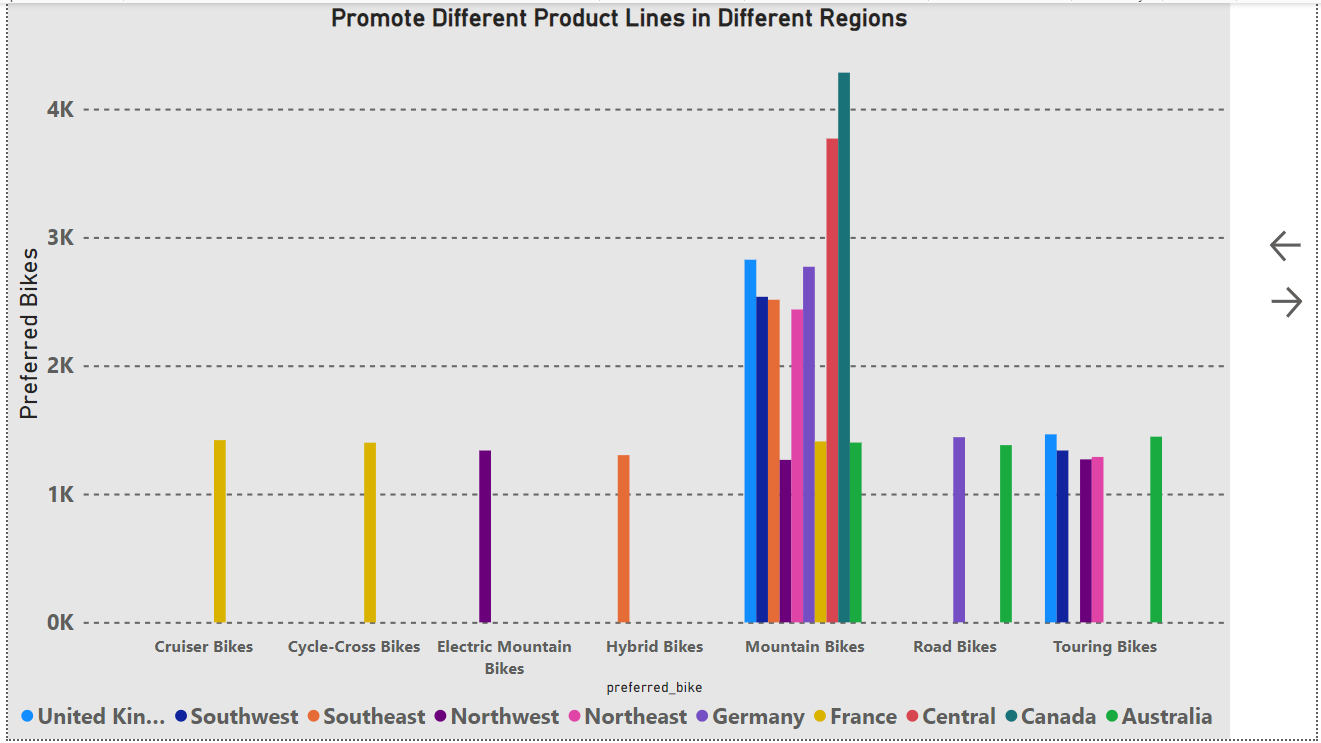 Promote Different Product Lines in Different Regions
4K
3K
2K
1K
0K
Preferred Bikes
Cruiser Bikes
Cycle-Cross Bikes
Electric Mountain
Bikes
Hybrid Bikes
Mountain Bikes
Road Bikes
Touring Bikes
preferred_bike
United Kin... Southwest Southeast Northwest Northeast Germany France Central Canada Australia